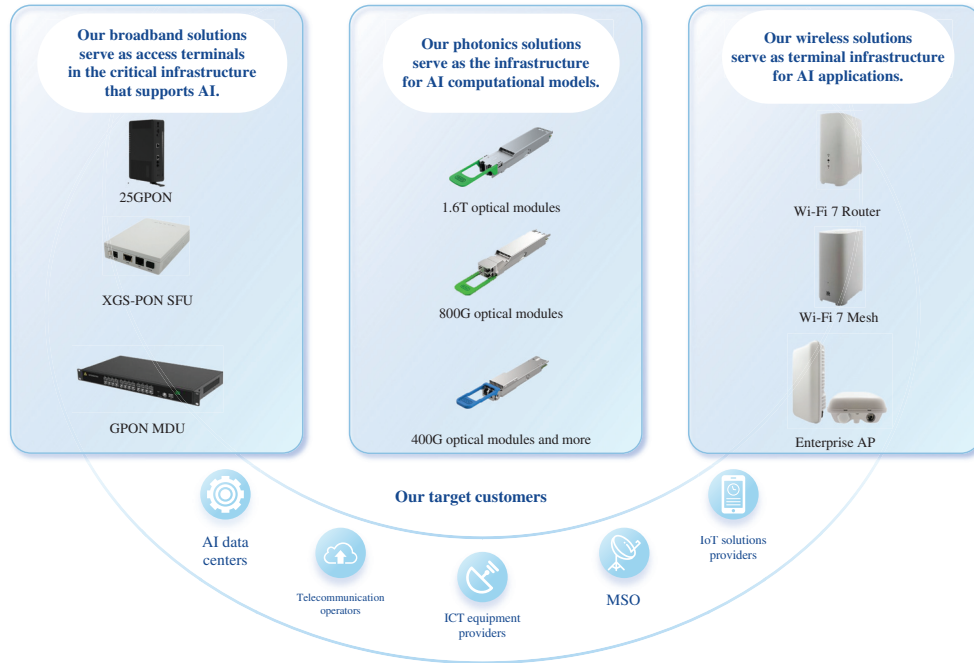 Our broadband solutions
serve as access terminals
in the critical infrastructure
that supports AI.
25GPON
XGS-PON SFU
GPON MDU
Our photonics solutions
serve as the infrastructure
for AI computational models.
1.6T optical modules
800G optical modules
400G optical modules and more
Our wireless solutions
serve as terminal infrastructure
for AI applications.
Wi-Fi 7 Router
Wi-Fi 7 Mesh
Enterprise AP
Our target customers
AI data
centers
Telecommunication
operators
ICT equipment
providers
MSO
IoT solutions
providers